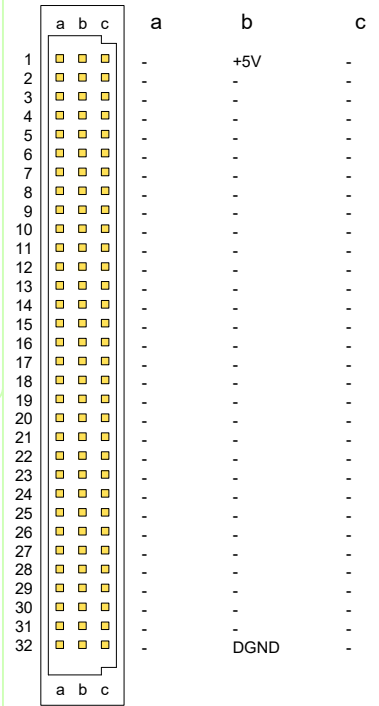 a b c a b c
1 - +5V -
2 - - -
3 - - -
4 - - -
5 - - -
6 - - -
7 - - -
8 - - -
9 - - -
10 - - -
11 - - -
12 - - -
13 - - -
14 - - -
15 - - -
16 - - -
17 - - -
18 - - -
19 - - -
20 - - -
21 - - -
22 - - -
23 - - -
24 - - -
25 - - -
26 - - -
27 - - -
28 - - -
29 - - -
30 - - -
31 - - -
32 - DGND -
a b c